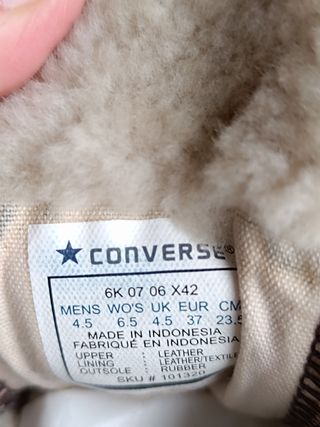 ★ CONVERSE®
6K 07 06 X42
MENS WO'S UK EUR CM
4.5 6.5 4.5 37 23.5
MADE IN INDONESIA
FABRIQUÉ EN INDONESIA
UPPER : LEATHER
LINING : LEATHER/TEXTILE
OUTSOLE : RUBBER
SKU # 101320